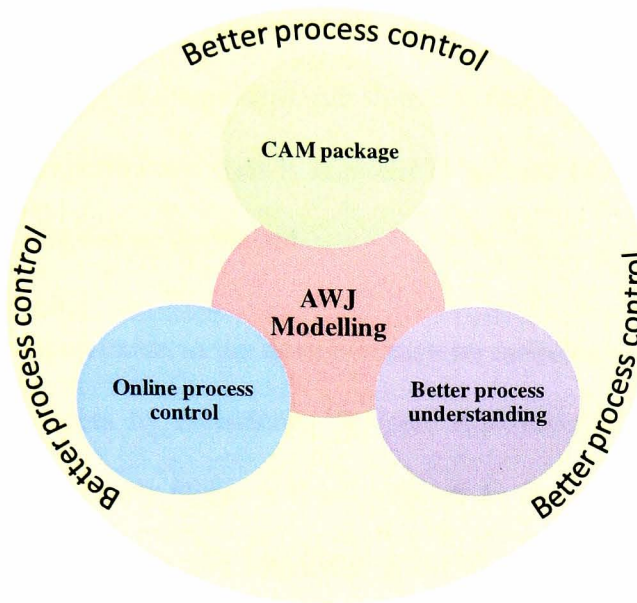 Better process control
CAM package
AWJ
Modelling
Better process control
Online process
control
Better process
understanding
Better process control